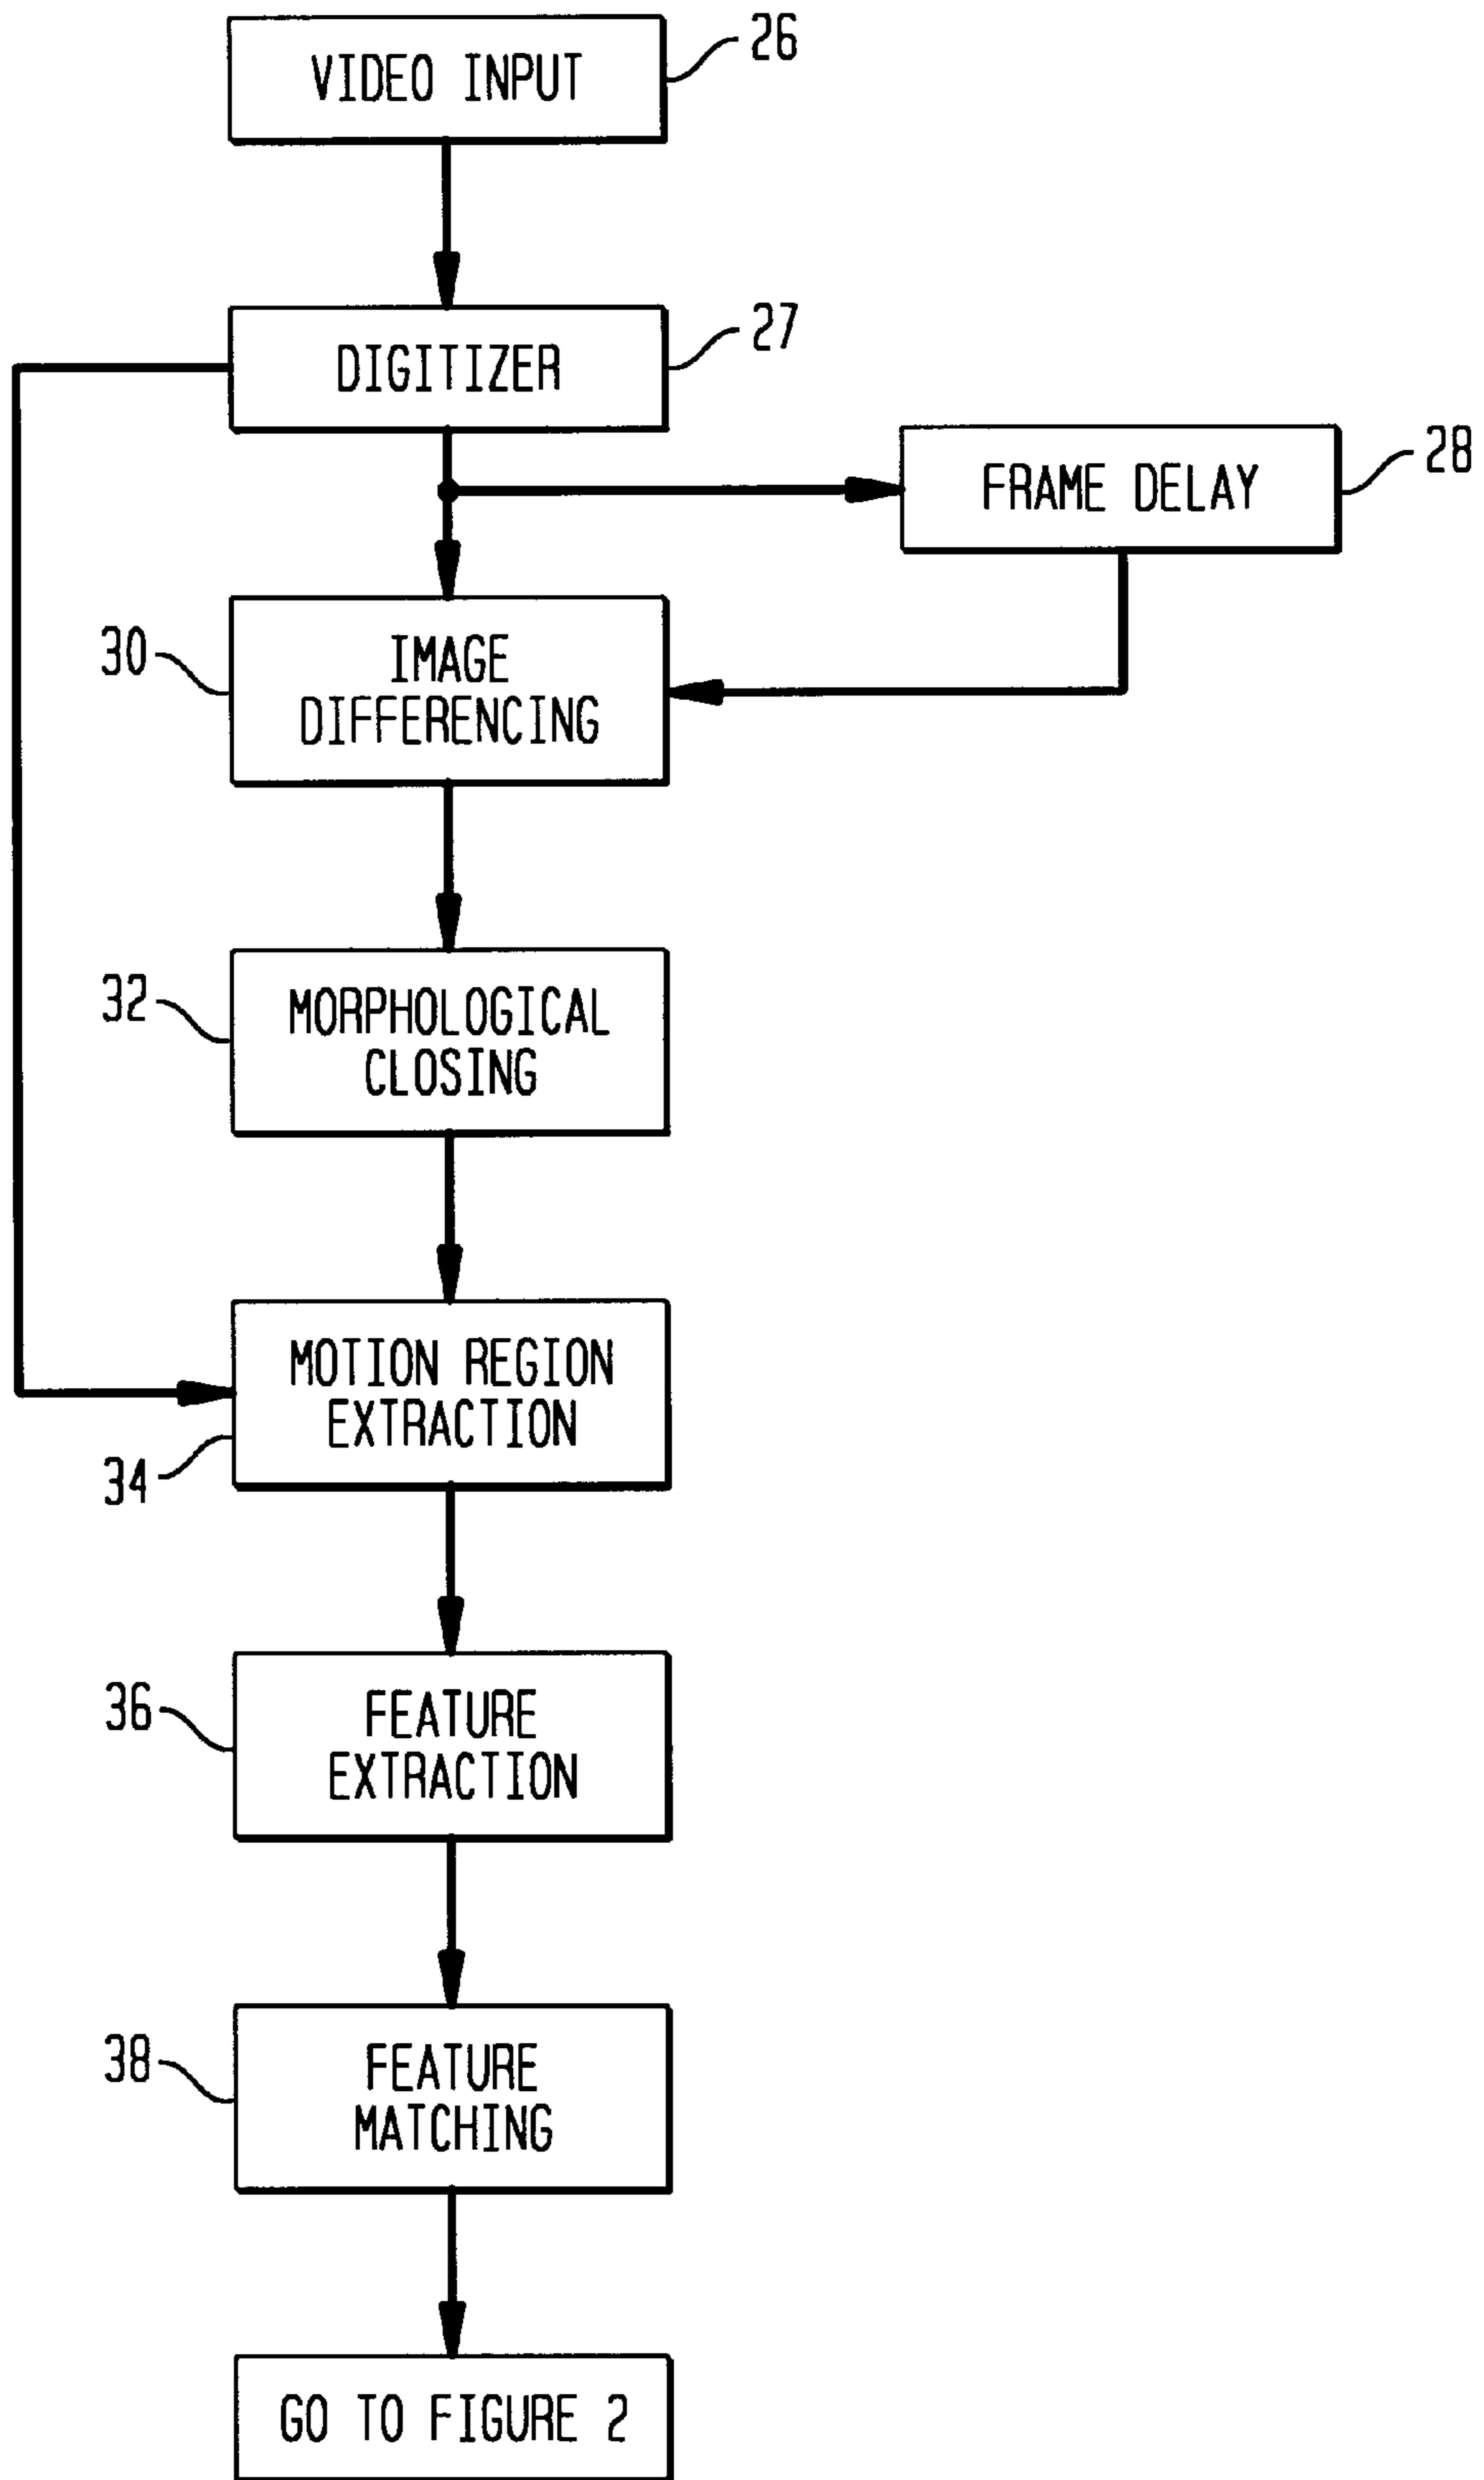 VIDEO INPUT
26
DIGITIZER
27
FRAME DELAY
28
30
IMAGE
DIFFERENCING
32
MORPHOLOGICAL
CLOSING
MOTION REGION
EXTRACTION
34
36
FEATURE
EXTRACTION
38
FEATURE
MATCHING
GO TO FIGURE 2